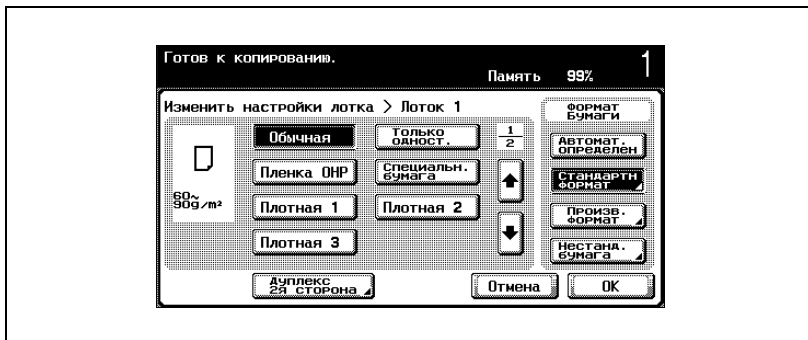 Готов к копированию.
1
Память 99%
Изменить настройки лотка > Лоток 1
Формат
бумаги
Обычная
Только
одност.
1
2
Автомат.
определен
Пленка OHP
Специальн.
бумага
Стандартн
формат
60~
90g/m²
Плотная 1
Плотная 2
Произв.
формат
Плотная 3
Нестанд.
бумага
Дуплекс
2я сторона
Отмена
OK